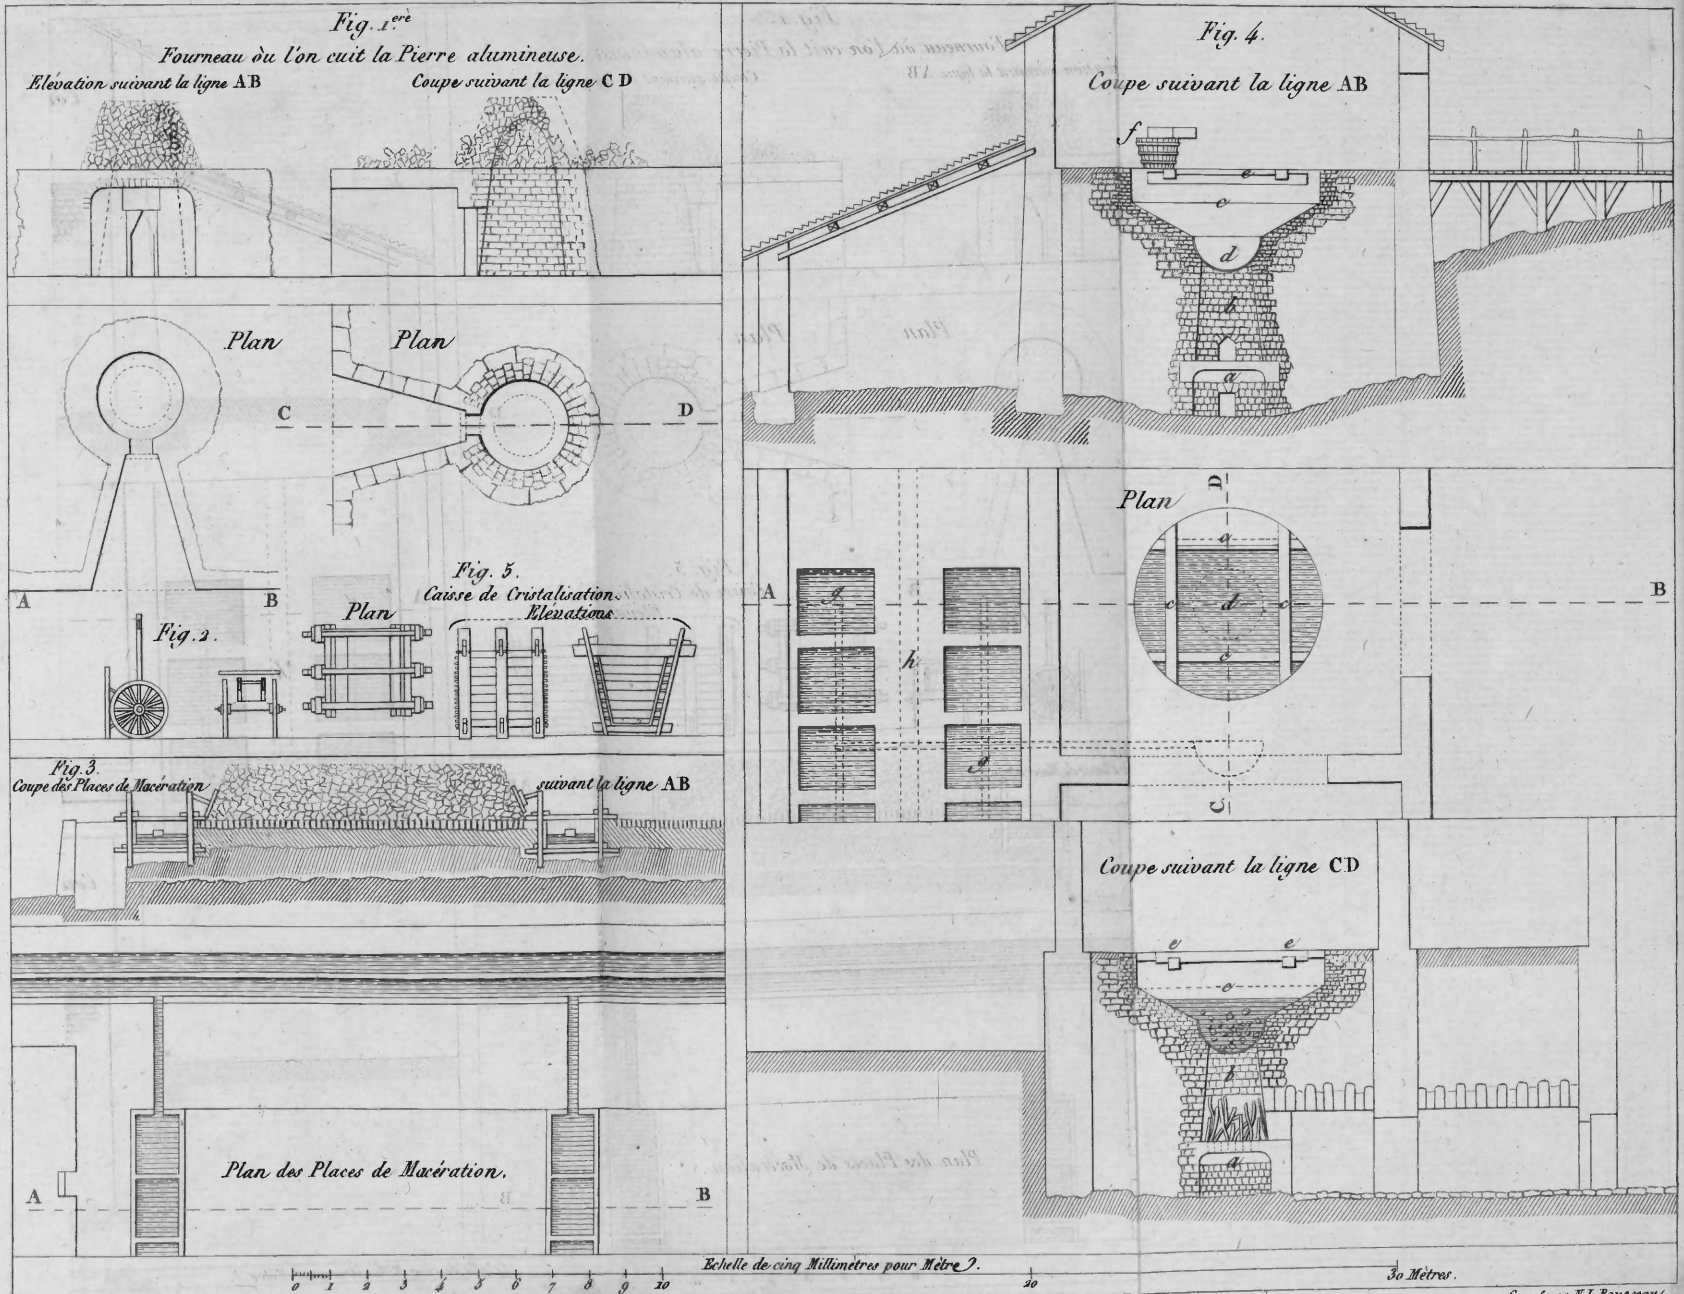 Fig. 1.ere
Fourneau òu l'on cuit la Pierre alumineuse.
Elévation suivant la ligne AB
Coupe suivant la ligne CD
Plan
Plan
C
D
A
B
Fig. 2.
Fig. 5.
Caisse de Cristalisation.
Plan
Elévations
Fig. 3.
Coupe des Places de Macération
suivant la ligne AB
Plan des Places de Macération.
A
B
Fig. 4.
Coupe suivant la ligne AB
f
e
c
d
b
a
Plan
D
A
B
g
h
g
a
c
d
c
c
C
Coupe suivant la ligne CD
e
e
c
b
a
Echelle de cinq Millimètres pour Mètre.
0 1 2 3 4 5 6 7 8 9 10
20
30 Mètres.